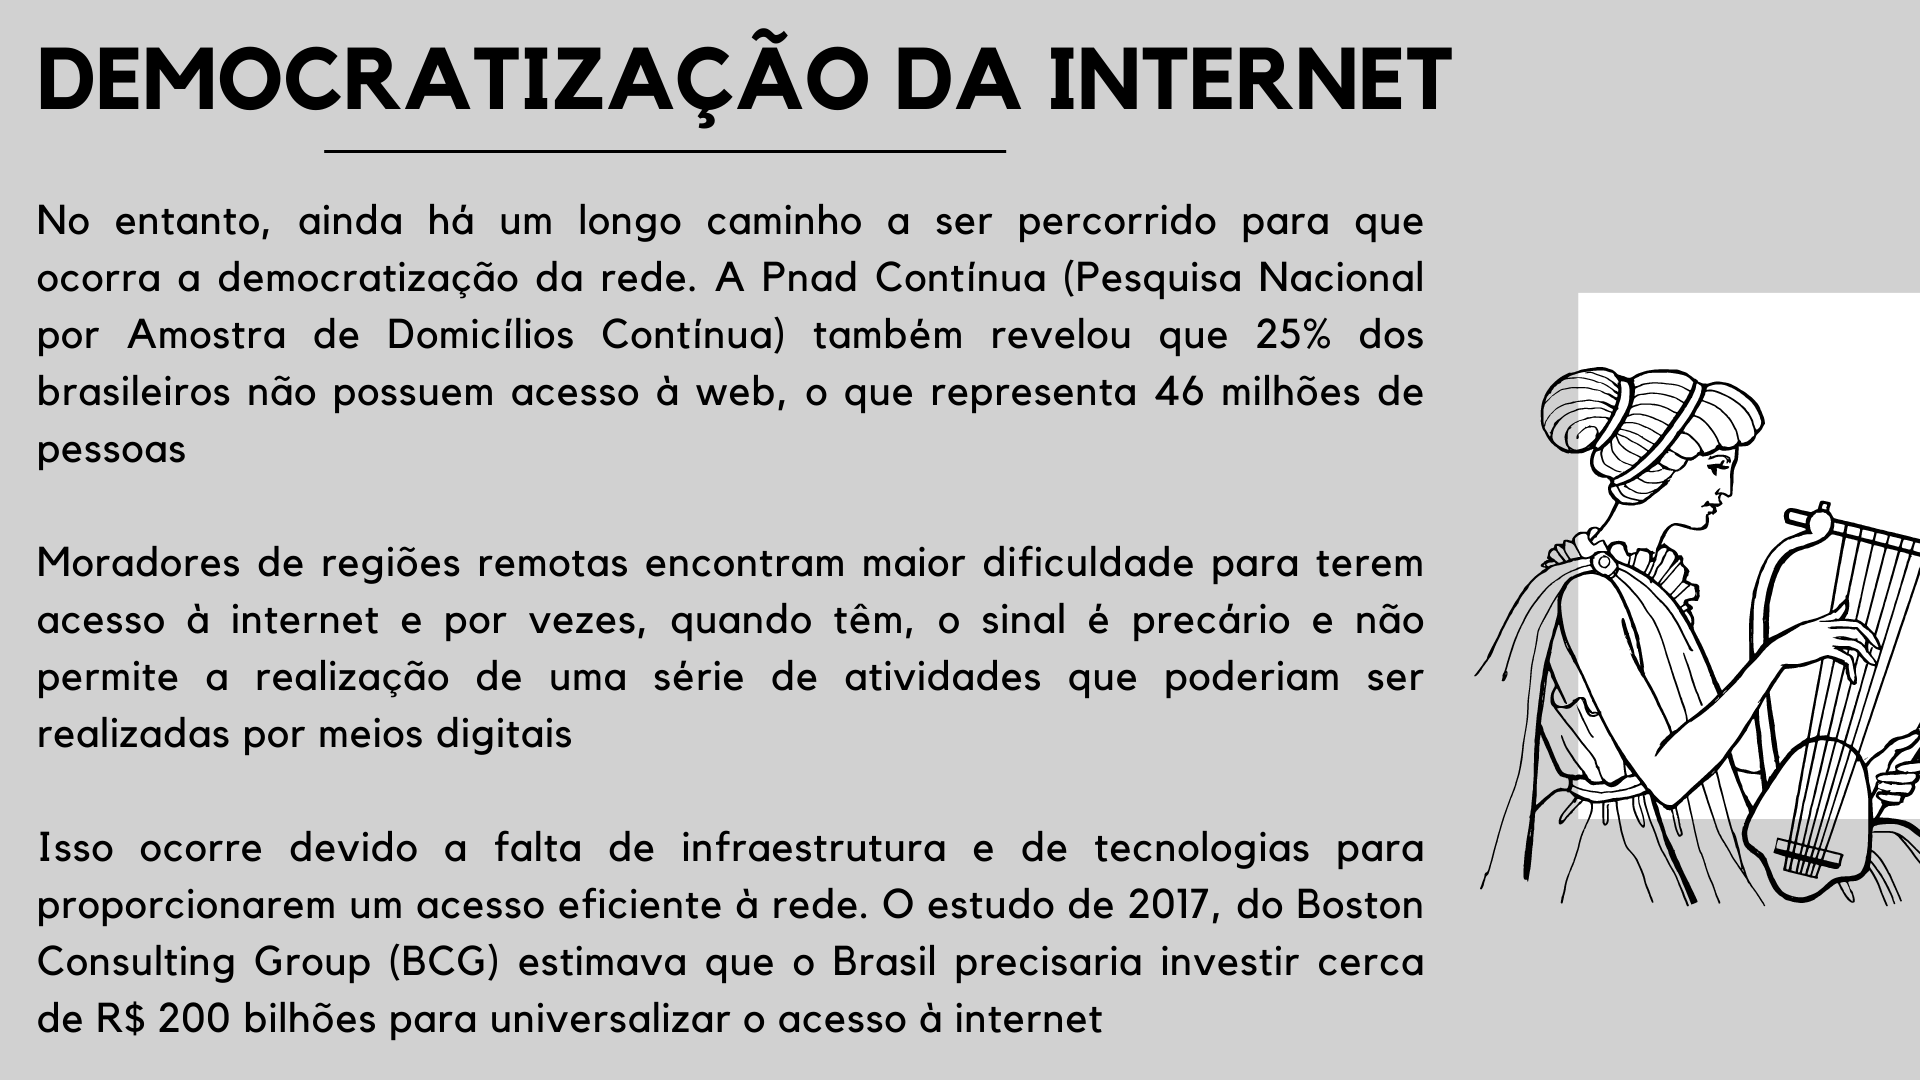 DEMOCRATIZAÇÃO DA INTERNET
No entanto, ainda há um longo caminho a ser percorrido para que
ocorra a democratização da rede. A Pnad Contínua (Pesquisa Nacional
por Amostra de Domicílios Contínua) também revelou que 25% dos
brasileiros não possuem acesso à web, o que representa 46 milhões de
pessoas
Moradores de regiões remotas encontram maior dificuldade para terem
acesso à internet e por vezes, quando têm, o sinal é precário e não
permite a realização de uma série de atividades que poderiam ser
realizadas por meios digitais
Isso ocorre devido a falta de infraestrutura e de tecnologias para
proporcionarem um acesso eficiente à rede. O estudo de 2017, do Boston
Consulting Group (BCG) estimava que o Brasil precisaria investir cerca
de R$ 200 bilhões para universalizar o acesso à internet